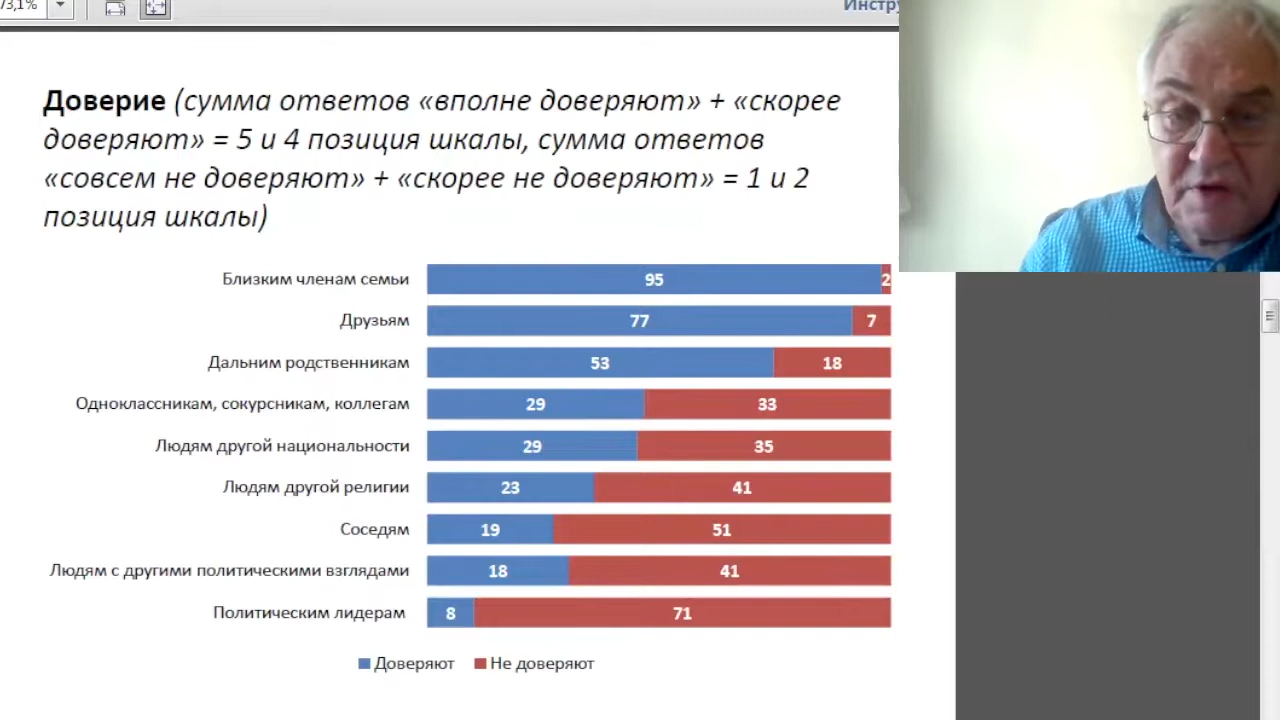 73,1%
Инстру
Доверие (сумма ответов «вполне доверяют» + «скорее
доверяют» = 5 и 4 позиция шкалы, сумма ответов
«совсем не доверяют» + «скорее не доверяют» = 1 и 2
позиция шкалы)
Близким членам семьи 95 2
Друзьям 77 7
Дальним родственникам 53 18
Одноклассникам, сокурсникам, коллегам 29 33
Людям другой национальности 29 35
Людям другой религии 23 41
Соседям 19 51
Людям с другими политическими взглядами 18 41
Политическим лидерам 8 71
Доверяют Не доверяют